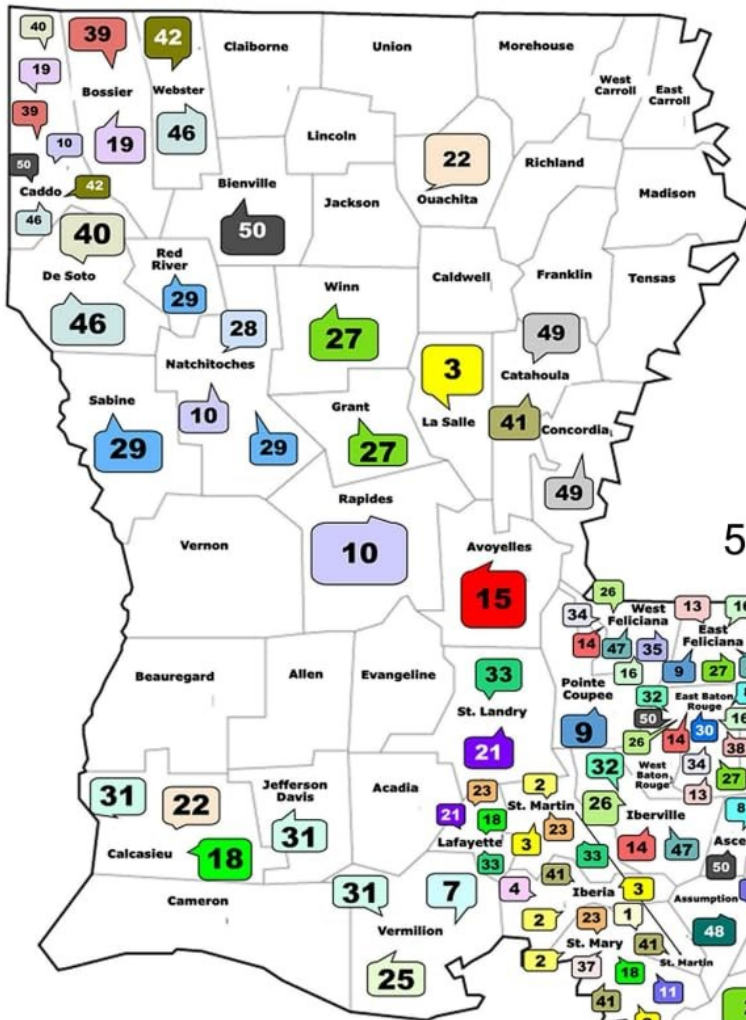 40
39
42
Claiborne
Union
Morehouse
19
Bossier
Webster
West
Carroll
East
Carroll
39
10
19
46
Lincoln
22
Richland
50
Caddo
42
Bienville
Jackson
Ouachita
Madison
46
40
50
Red
River
De Soto
29
Winn
Caldwell
Franklin
Tensas
46
28
27
49
Natchitoches
3
Catahoula
Sabine
10
Grant
La Salle
41
Concordia
29
29
27
49
Rapides
Vernon
10
Avoyelles
5
15
26
34
West
Feliciana
13
16
East
Feliciana
14
47
35
Beauregard
Allen
Evangeline
33
16
9
27
Pointe
Coupee
32
East Baton
Rouge
8
St. Landry
50
16
9
26
14
30
38
21
32
West
Baton
Rouge
34
27
31
22
Jefferson
Davis
Acadia
23
2
13
21
18
St. Martin
26
Iberville
8
31
23
Calcasieu
18
Lafayette
3
33
14
47
Asce
33
50
31
7
4
41
Iberia
3
Assumption
Cameron
2
23
1
48
Vermilion
St. Mary
41
2
37
18
St. Martin
25
41
11